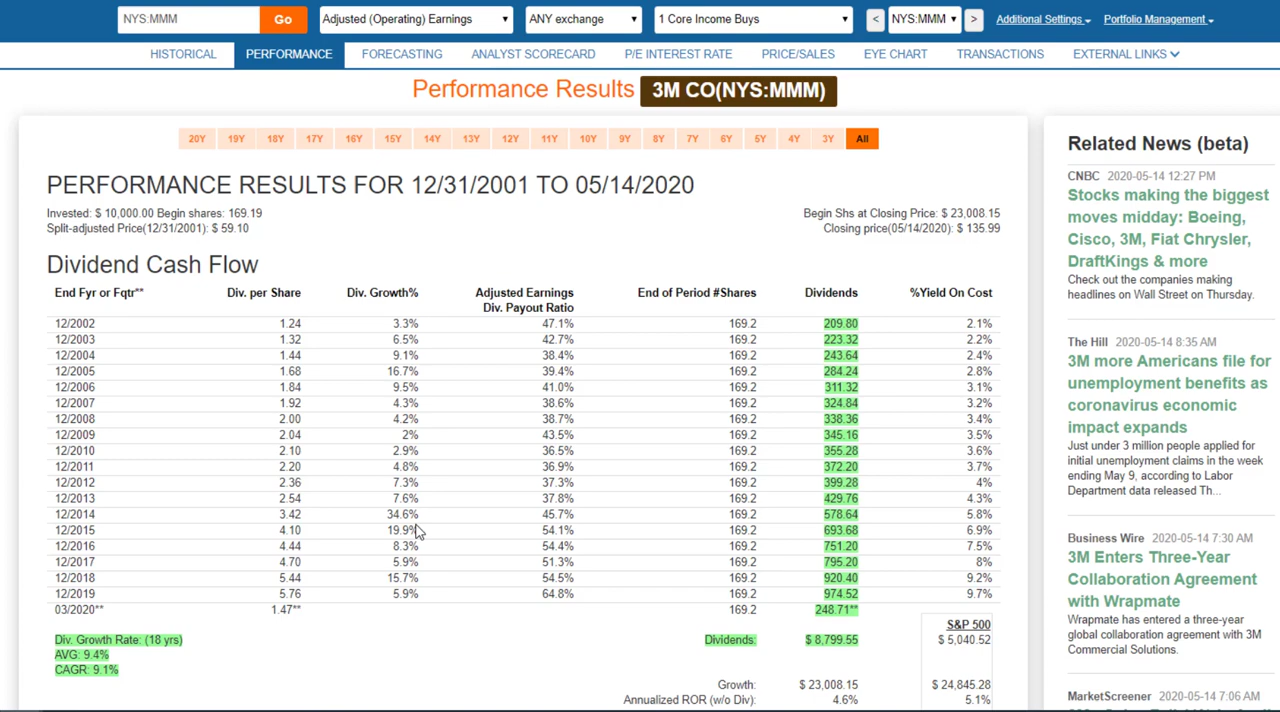 NYS:MMM Go Adjusted (Operating) Earnings ANY exchange 1 Core Income Buys < NYS:MMM > Additional Settings Portfolio Management
HISTORICAL PERFORMANCE FORECASTING ANALYST SCORECARD P/E INTEREST RATE PRICE/SALES EYE CHART TRANSACTIONS EXTERNAL LINKS
Performance Results 3M CO(NYS:MMM)
20Y 19Y 18Y 17Y 16Y 15Y 14Y 13Y 12Y 11Y 10Y 9Y 8Y 7Y 6Y 5Y 4Y 3Y All
PERFORMANCE RESULTS FOR 12/31/2001 TO 05/14/2020
Invested: $ 10,000.00 Begin shares: 169.19
Split-adjusted Price(12/31/2001): $ 59.10
Begin Shs at Closing Price: $ 23,008.15
Closing price(05/14/2020): $ 135.99
Dividend Cash Flow
End Fyr or Fqtr** Div. per Share Div. Growth% Adjusted Earnings Div. Payout Ratio End of Period #Shares Dividends %Yield On Cost
12/2002 1.24 3.3% 47.1% 169.2 209.80 2.1%
12/2003 1.32 6.5% 42.7% 169.2 223.32 2.2%
12/2004 1.44 9.1% 38.4% 169.2 243.64 2.4%
12/2005 1.68 16.7% 39.4% 169.2 284.24 2.8%
12/2006 1.84 9.5% 41.0% 169.2 311.32 3.1%
12/2007 1.92 4.3% 38.6% 169.2 324.84 3.2%
12/2008 2.00 4.2% 38.7% 169.2 338.36 3.4%
12/2009 2.04 2% 43.5% 169.2 345.16 3.5%
12/2010 2.10 2.9% 36.5% 169.2 355.28 3.6%
12/2011 2.20 4.8% 36.9% 169.2 372.20 3.7%
12/2012 2.36 7.3% 37.3% 169.2 399.28 4%
12/2013 2.54 7.6% 37.8% 169.2 429.76 4.3%
12/2014 3.42 34.6% 45.7% 169.2 578.64 5.8%
12/2015 4.10 19.9% 54.1% 169.2 693.68 6.9%
12/2016 4.44 8.3% 54.4% 169.2 751.20 7.5%
12/2017 4.70 5.9% 51.3% 169.2 795.20 8%
12/2018 5.44 15.7% 54.5% 169.2 920.40 9.2%
12/2019 5.76 5.9% 64.8% 169.2 974.52 9.7%
03/2020** 1.47** 169.2 248.71**
S&P 500
Div. Growth Rate: (18 yrs) Dividends: $ 8,799.55 $ 5,040.52
AVG: 9.4%
CAGR: 9.1%
Growth: $ 23,008.15 $ 24,845.28
Annualized ROR (w/o Div) 4.6% 5.1%
Related News (beta)
CNBC 2020-05-14 12:27 PM
Stocks making the biggest
moves midday: Boeing,
Cisco, 3M, Fiat Chrysler,
DraftKings & more
Check out the companies making
headlines on Wall Street on Thursday.
The Hill 2020-05-14 8:35 AM
3M more Americans file for
unemployment benefits as
coronavirus economic
impact expands
Just under 3 million people applied for
initial unemployment claims in the week
ending May 9, according to Labor
Department data released Th...
Business Wire 2020-05-14 7:30 AM
3M Enters Three-Year
Collaboration Agreement
with Wrapmate
Wrapmate has entered a three-year
global collaboration agreement with 3M
Commercial Solutions.
MarketScreener 2020-05-14 7:06 AM